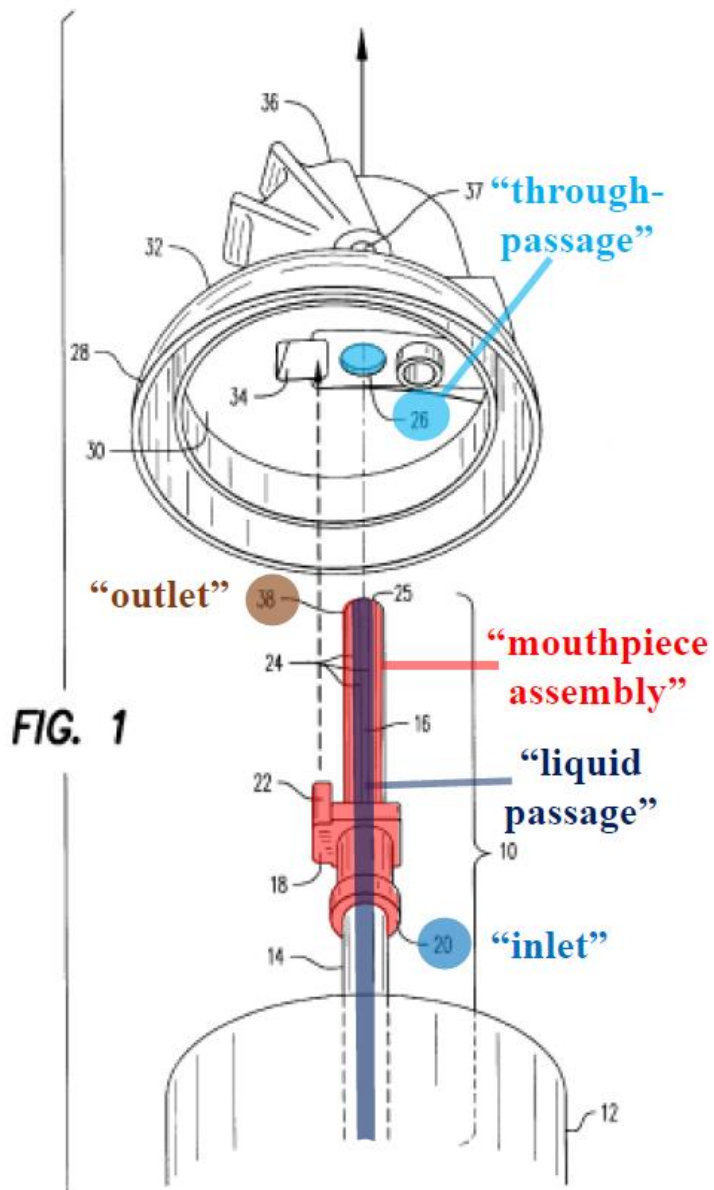 36
37
“through-
passage”
32
28
34
26
30
“outlet”
38
25
24
“mouthpiece
assembly”
FIG. 1
16
22
“liquid
passage”
10
18
20
“inlet”
14
12